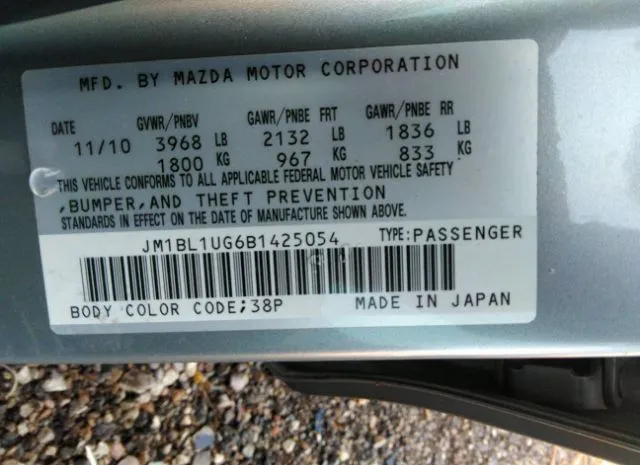 MFD. BY MAZDA MOTOR CORPORATION
DATE GVWR/PNBV GAWR/PNBE FRT GAWR/PNBE RR
11/10 3968 LB 2132 LB 1836 LB
1800 KG 967 KG 833 KG
THIS VEHICLE CONFORMS TO ALL APPLICABLE FEDERAL MOTOR VEHICLE SAFETY
,BUMPER,AND THEFT PREVENTION
STANDARDS IN EFFECT ON THE DATE OF MANUFACTURE SHOWN ABOVE.
JM1BL1UG6B1425054 TYPE:PASSENGER
BODY COLOR CODE;38P MADE IN JAPAN